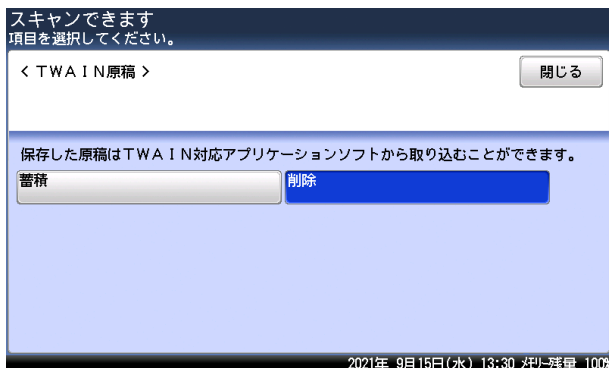 スキャンできます
項目を選択してください。
< TWAIN原稿 >
閉じる
保存した原稿はTWAIN対応アプリケーションソフトから取り込むことができます。
蓄積
削除
2021年 9月15日(水) 13:30 ﾒﾓﾘｰ残量 100%